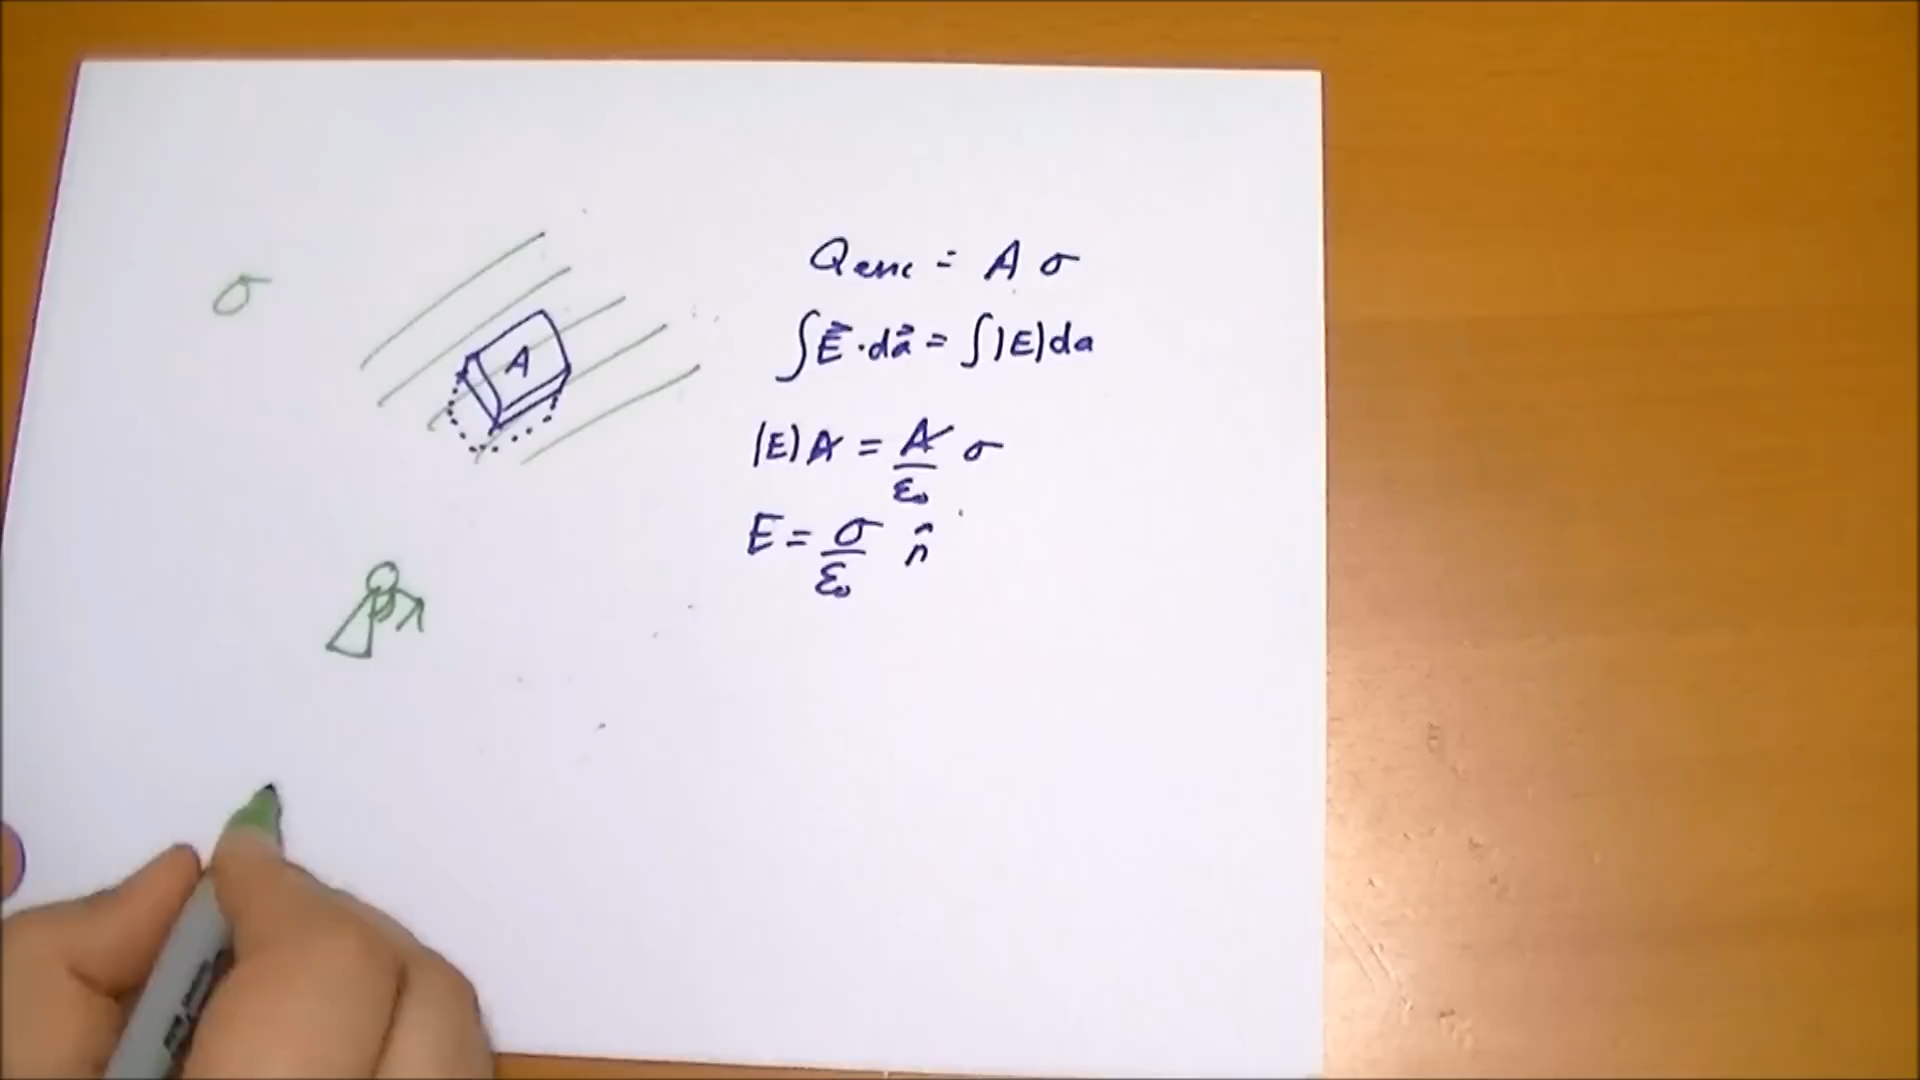 σ
A
Qenc = A σ
∫E⃗·da⃗ = ∫|E|da
|E|A = A/ε₀ σ
E = σ/ε₀ n̂